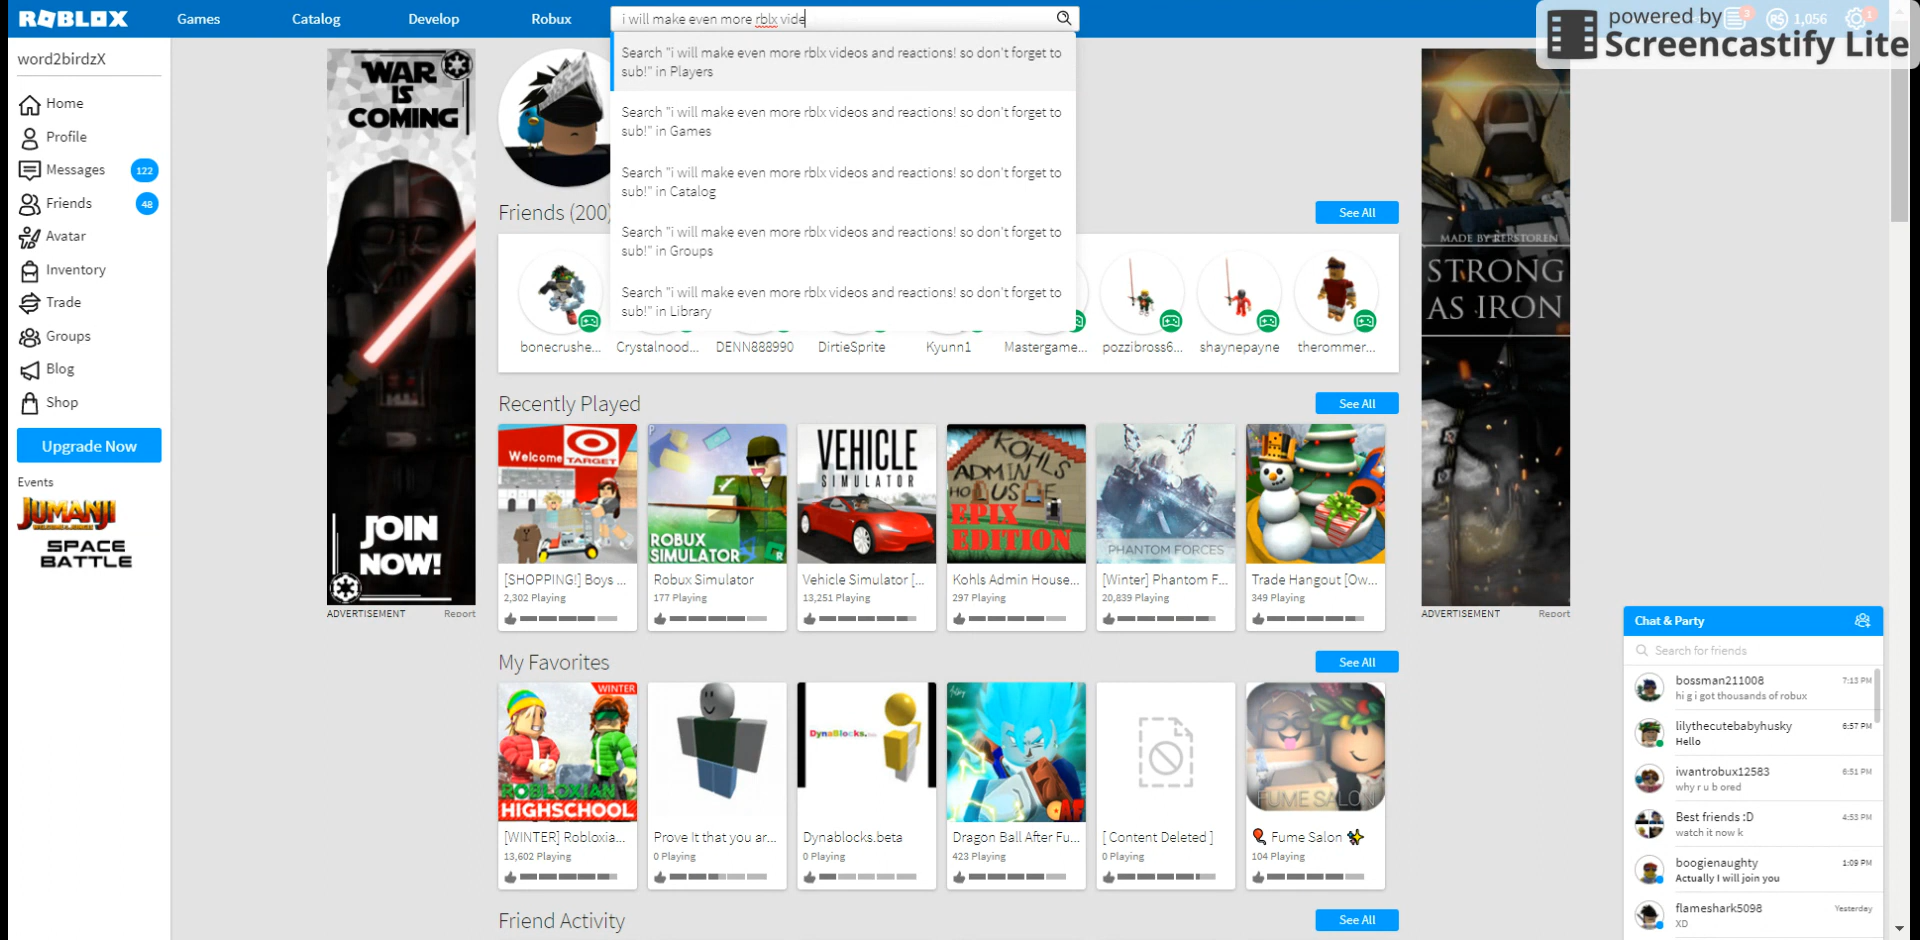 ROBLOX
Games
Catalog
Develop
Robux
i will make even more rblx vide
3
1,056
1
powered by
Screencastify Lite
word2birdzX
Home
Profile
Messages
122
Friends
48
Avatar
Inventory
Trade
Groups
Blog
Shop
Upgrade Now
Events
JUMANJI
SPACE
BATTLE
WAR
IS
COMING
JOIN
NOW!
ADVERTISEMENT
Report
Search "i will make even more rblx videos and reactions! so don't forget to
sub!" in Players
Search "i will make even more rblx videos and reactions! so don't forget to
sub!" in Games
Search "i will make even more rblx videos and reactions! so don't forget to
sub!" in Catalog
Search "i will make even more rblx videos and reactions! so don't forget to
sub!" in Groups
Search "i will make even more rblx videos and reactions! so don't forget to
sub!" in Library
Friends (200)
See All
bonecrushe...
Crystalnood...
DENN888990
DirtieSprite
Kyunn1
Mastergame...
pozzibross6...
shaynepayne
therommer...
Recently Played
See All
Welcome
TARGET
ROBUX
SIMULATOR
VEHICLE
SIMULATOR
KOHLS
ADMIN
HOUSE
EPIX
EDITION
PHANTOM FORCES
[SHOPPING!] Boys ...
2,302 Playing
Robux Simulator
177 Playing
Vehicle Simulator [...
13,251 Playing
Kohls Admin House...
297 Playing
[Winter] Phantom F...
20,839 Playing
Trade Hangout [Ow...
349 Playing
My Favorites
See All
WINTER
ROBLOXIAN
HIGHSCHOOL
DynaBlocks.
AF
FUME SALON
[WINTER] Robloxia...
13,602 Playing
Prove It that you ar...
0 Playing
Dynablocks.beta
0 Playing
Dragon Ball After Fu...
423 Playing
[ Content Deleted ]
0 Playing
Fume Salon
104 Playing
Friend Activity
See All
MADE BY RERSTOREN
STRONG
AS IRON
ADVERTISEMENT
Report
Chat & Party
Search for friends
bossman211008
7:13 PM
hi g i got thousands of robux
lilythecutebabyhusky
6:57 PM
Hello
iwantrobux12583
6:51 PM
why r u b ored
Best friends :D
4:53 PM
watch it now k
boogienaughty
1:09 PM
Actually I will join you
flameshark5098
Yesterday
XD